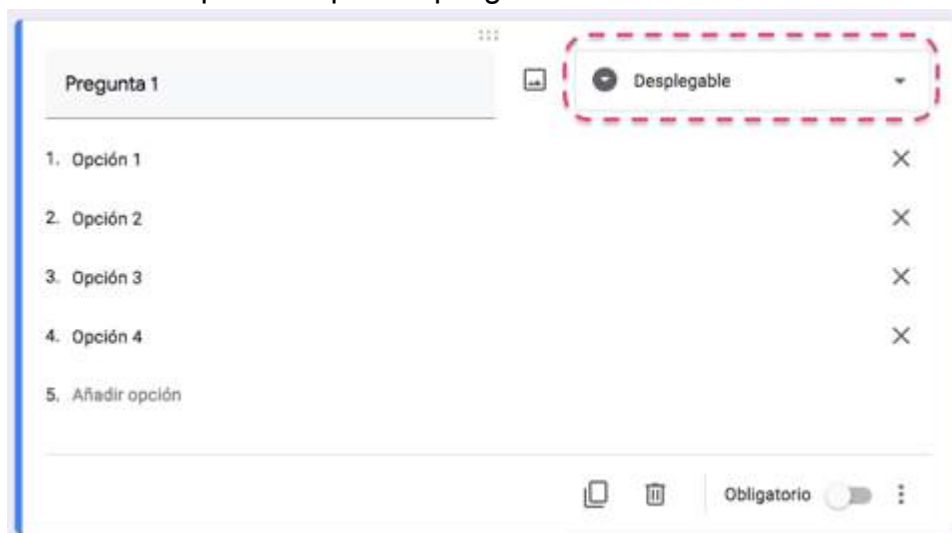 Pregunta 1
Desplegable
1. Opción 1
2. Opción 2
3. Opción 3
4. Opción 4
5. Añadir opción
Obligatorio